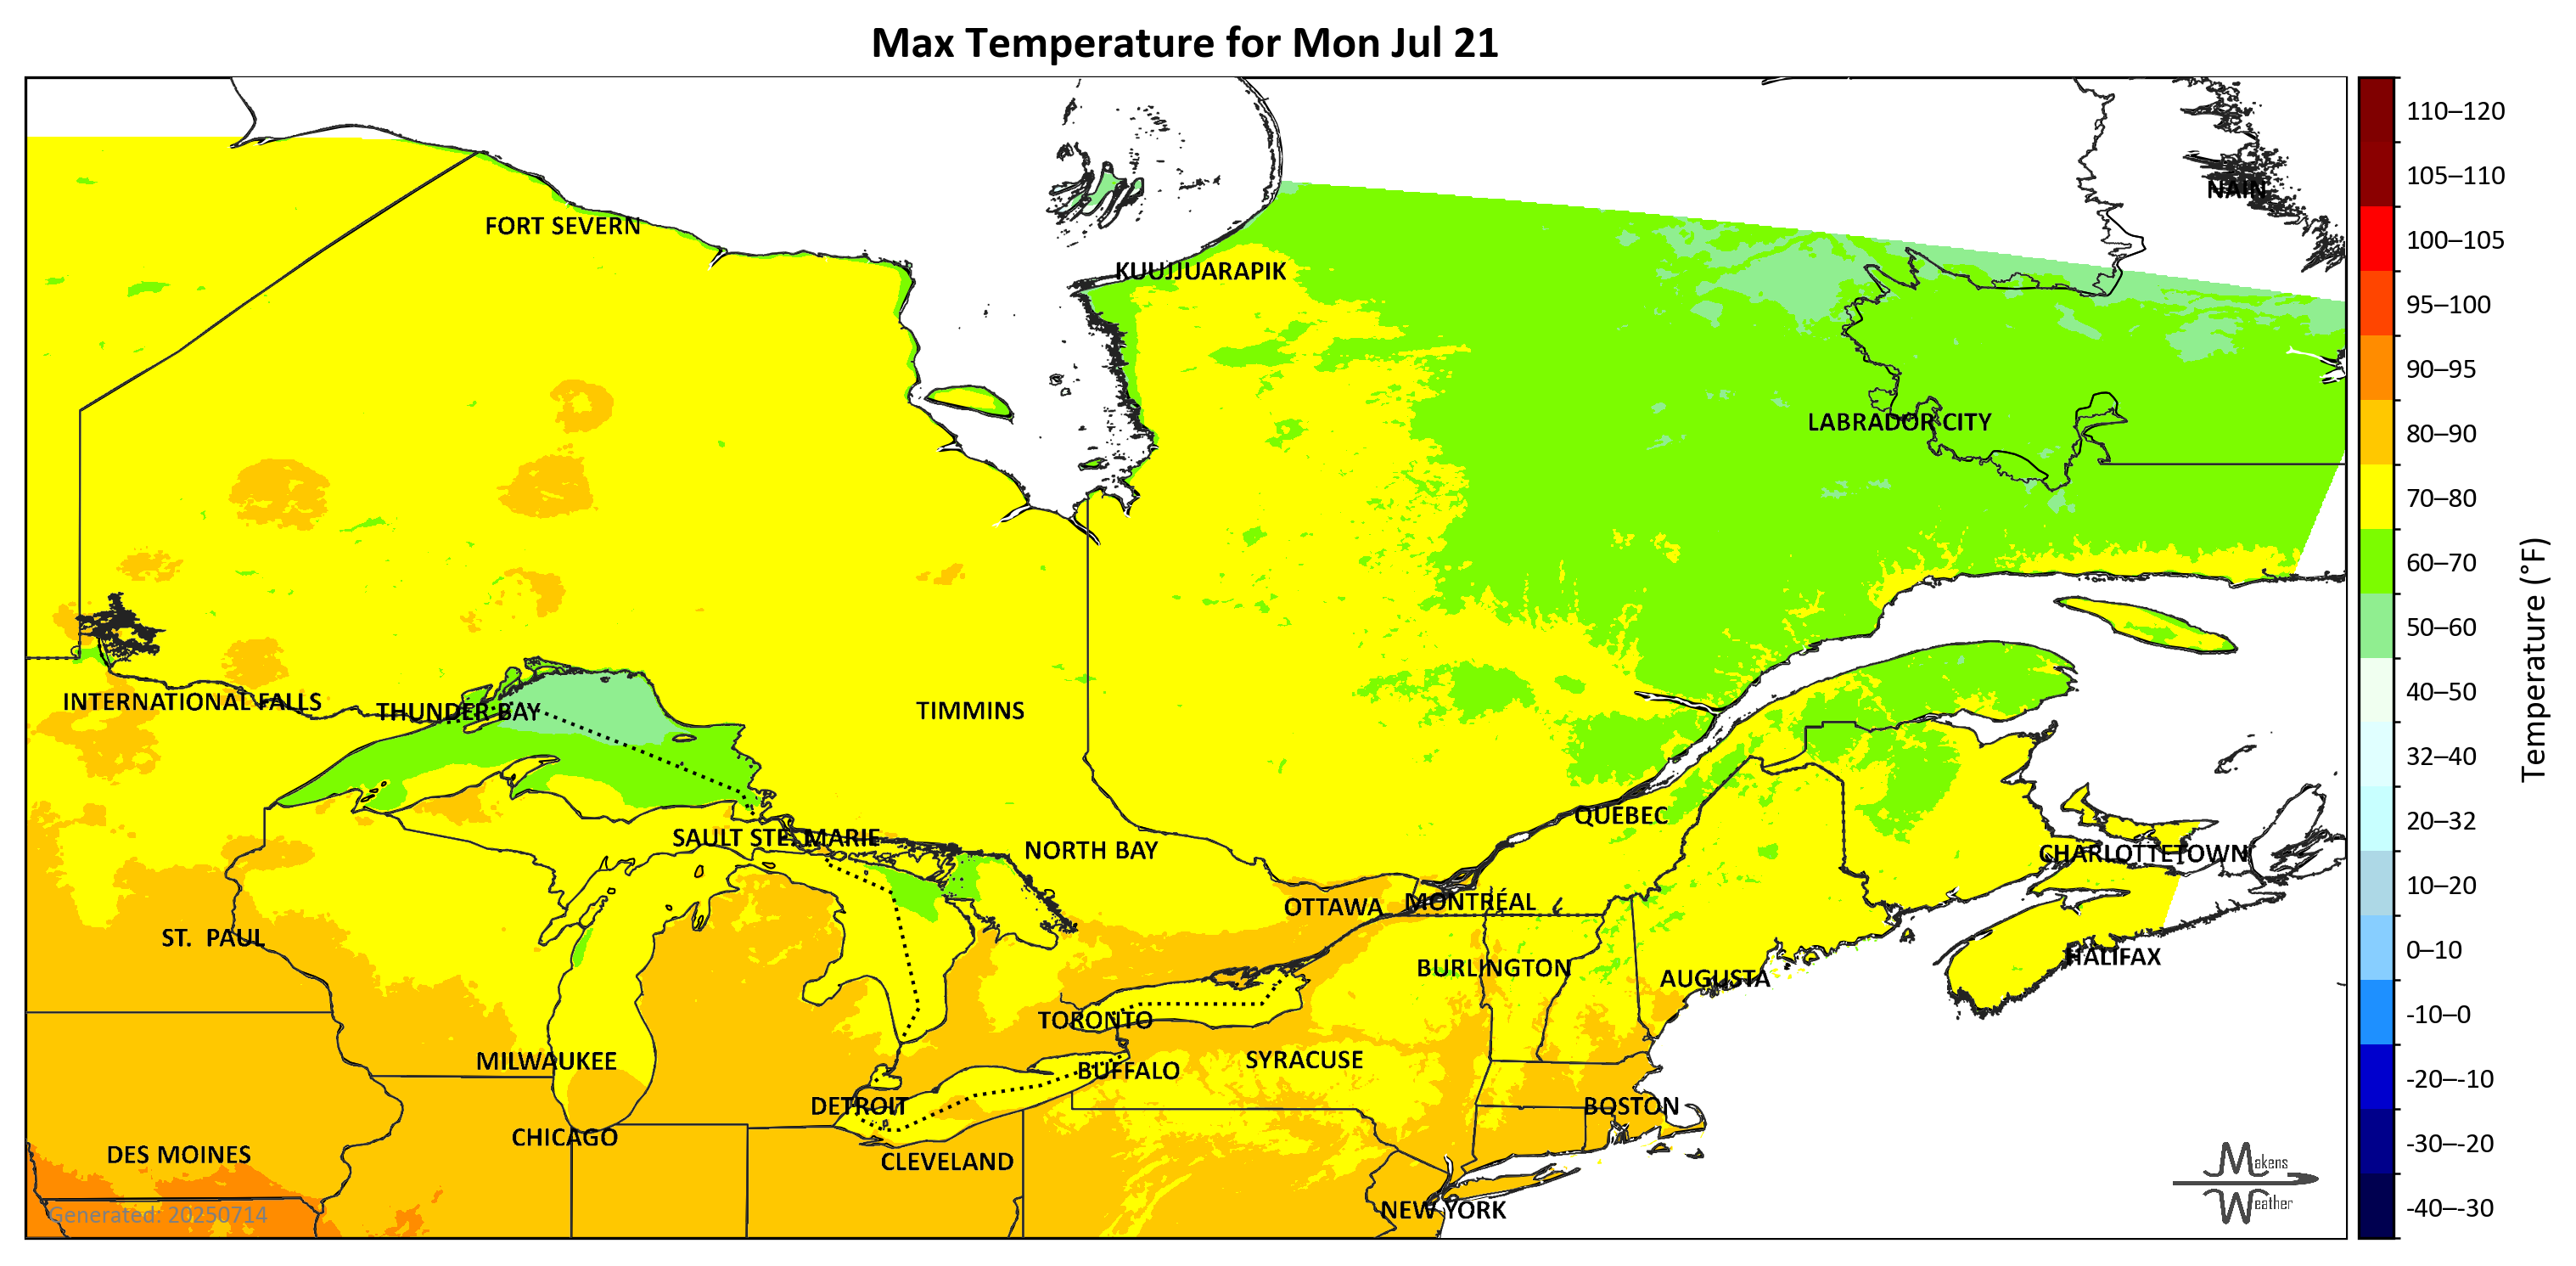 Max Temperature for Mon Jul 21
NAIN
FORT SEVERN
KUUJJUARAPIK
LABRADOR CITY
INTERNATIONAL FALLS
THUNDER BAY
TIMMINS
QUEBEC
SAULT STE. MARIE
NORTH BAY
CHARLOTTETOWN
OTTAWA
MONTRÉAL
ST. PAUL
HALIFAX
BURLINGTON
AUGUSTA
TORONTO
MILWAUKEE
SYRACUSE
BUFFALO
DETROIT
BOSTON
CHICAGO
DES MOINES
CLEVELAND
NEW YORK
Generated: 20250714
Makens
Weather
110–120
105–110
100–105
95–100
90–95
80–90
70–80
60–70
50–60
40–50
32–40
20–32
10–20
0–10
-10–0
-20–-10
-30–-20
-40–-30
Temperature (°F)